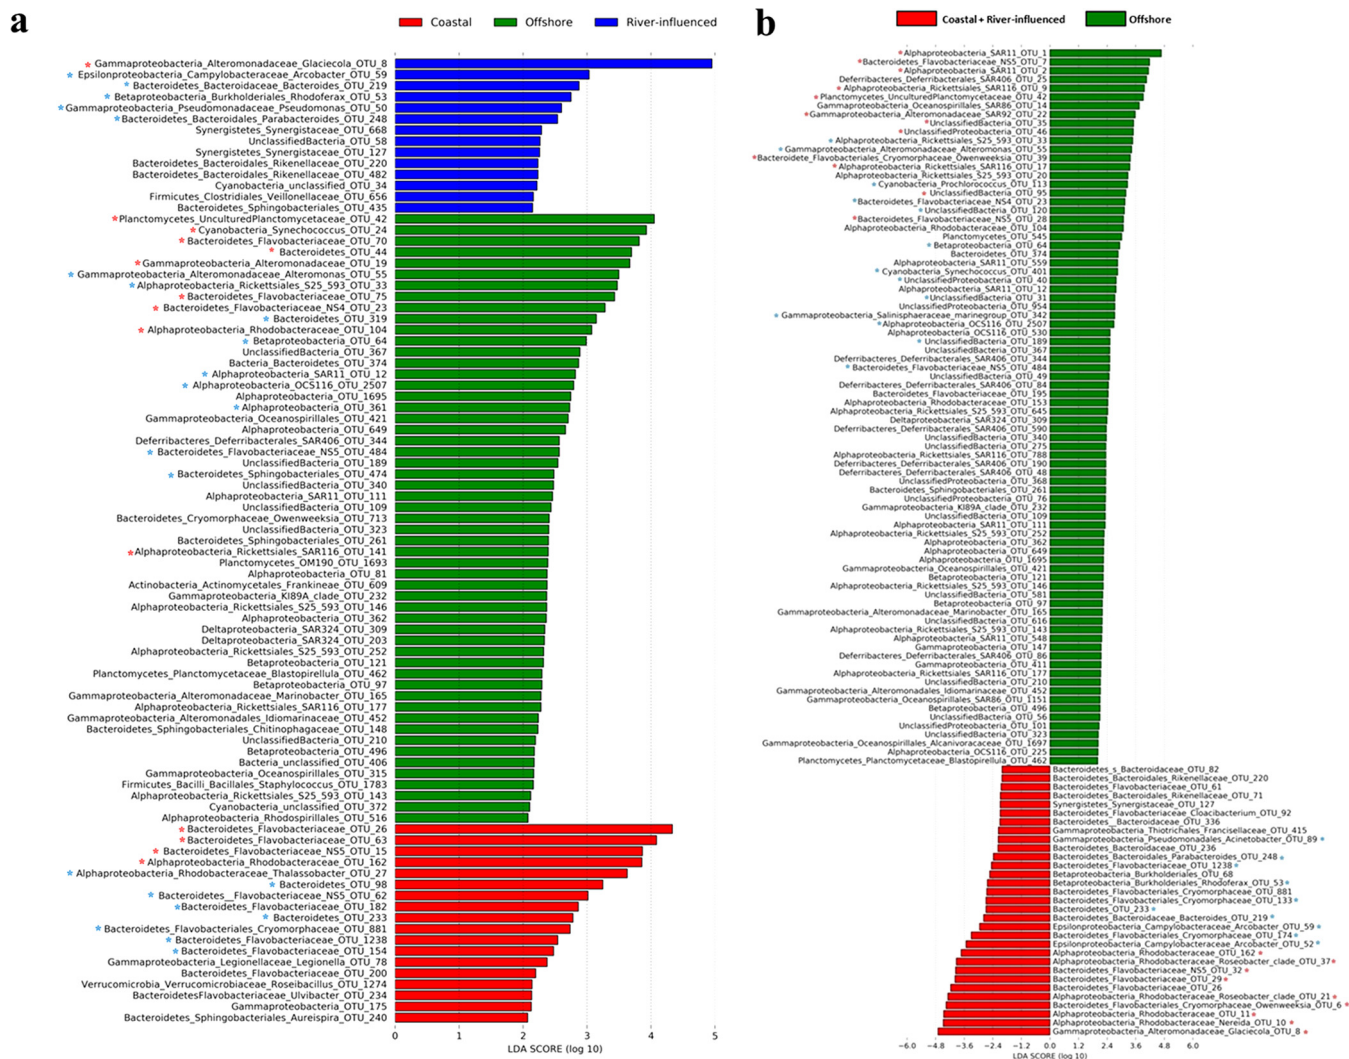 a
Coastal
Offshore
River-influenced
* Gammaproteobacteria_Alteromonadaceae_Glaciecola_OTU_8
* Epsilonproteobacteria_Campylobacteraceae_Arcobacter_OTU_59
* Bacteroidetes_Bacteroidaceae_Bacteroides_OTU_219
* Betaproteobacteria_Burkholderiales_Rhodoferax_OTU_53
* Gammaproteobacteria_Pseudomonadaceae_Pseudomonas_OTU_50
* Bacteroidetes_Bacteroidales_Parabacteroides_OTU_248
Synergistetes_Synergistaceae_OTU_668
UnclassifiedBacteria_OTU_58
Synergistetes_Synergistaceae_OTU_127
Bacteroidetes_Bacteroidales_Rikenellaceae_OTU_220
Bacteroidetes_Bacteroidales_Rikenellaceae_OTU_482
Cyanobacteria_unclassified_OTU_34
Firmicutes_Clostridiales_Veillonellaceae_OTU_656
Bacteroidetes_Sphingobacteriales_OTU_435
*Planctomycetes_UnculturedPlanctomycetaceae_OTU_42
* Cyanobacteria_Synechococcus_OTU_24
* Bacteroidetes_Flavobacteriaceae_OTU_70
* Bacteroidetes_OTU_44
* Gammaproteobacteria_Alteromonadaceae_OTU_19
* Gammaproteobacteria_Alteromonadaceae_Alteromonas_OTU_55
* Alphaproteobacteria_Rickettsiales_S25_593_OTU_33
* Bacteroidetes_Flavobacteriaceae_OTU_75
* Bacteroidetes_Flavobacteriaceae_NS4_OTU_23
* Bacteroidetes_OTU_319
* Alphaproteobacteria_Rhodobacteraceae_OTU_104
* Betaproteobacteria_OTU_64
UnclassifiedBacteria_OTU_367
Bacteria_Bacteroidetes_OTU_374
* Alphaproteobacteria_SAR11_OTU_12
* Alphaproteobacteria_OCS116_OTU_2507
Alphaproteobacteria_OTU_1695
* Alphaproteobacteria_OTU_361
Gammaproteobacteria_Oceanospirillales_OTU_421
Alphaproteobacteria_OTU_649
Deferribacteres_Deferribacterales_SAR406_OTU_344
* Bacteroidetes_Flavobacteriaceae_NS5_OTU_484
UnclassifiedBacteria_OTU_189
* Bacteroidetes_Sphingobacteriales_OTU_474
UnclassifiedBacteria_OTU_340
Alphaproteobacteria_SAR11_OTU_111
UnclassifiedBacteria_OTU_109
Bacteroidetes_Cryomorphaceae_Owenweeksia_OTU_713
UnclassifiedBacteria_OTU_323
Bacteroidetes_Sphingobacteriales_OTU_261
*Alphaproteobacteria_Rickettsiales_SAR116_OTU_141
Planctomycetes_OM190_OTU_1693
Alphaproteobacteria_OTU_81
Actinobacteria_Actinomycetales_Frankineae_OTU_609
Gammaproteobacteria_KI89A_clade_OTU_232
Alphaproteobacteria_Rickettsiales_S25_593_OTU_146
Alphaproteobacteria_OTU_362
Deltaproteobacteria_SAR324_OTU_309
Deltaproteobacteria_SAR324_OTU_203
Alphaproteobacteria_Rickettsiales_S25_593_OTU_252
Betaproteobacteria_OTU_121
Planctomycetes_Planctomycetaceae_Blastopirellula_OTU_462
Betaproteobacteria_OTU_97
Gammaproteobacteria_Alteromonadaceae_Marinobacter_OTU_165
Alphaproteobacteria_Rickettsiales_SAR116_OTU_177
Gammaproteobacteria_Alteromonadales_Idiomarinaceae_OTU_452
Bacteroidetes_Sphingobacteriales_Chitinophagaceae_OTU_148
UnclassifiedBacteria_OTU_210
Betaproteobacteria_OTU_496
Bacteria_unclassified_OTU_406
Gammaproteobacteria_Oceanospirillales_OTU_315
Firmicutes_Bacilli_Bacillales_Staphylococcus_OTU_1783
Alphaproteobacteria_Rickettsiales_S25_593_OTU_143
Cyanobacteria_unclassified_OTU_372
Alphaproteobacteria_Rhodospirillales_OTU_516
* Bacteroidetes_Flavobacteriaceae_OTU_26
* Bacteroidetes_Flavobacteriaceae_OTU_63
* Bacteroidetes_Flavobacteriaceae_NS5_OTU_15
* Alphaproteobacteria_Rhodobacteraceae_OTU_162
* Alphaproteobacteria_Rhodobacteraceae_Thalassobacter_OTU_27
* Bacteroidetes_OTU_98
* Bacteroidetes__Flavobacteriaceae_NS5_OTU_62
*Bacteroidetes_Flavobacteriaceae_OTU_182
* Bacteroidetes_OTU_233
* Bacteroidetes_Flavobacteriales_Cryomorphaceae_OTU_881
* Bacteroidetes_Flavobacteriaceae_OTU_1238
* Bacteroidetes_Flavobacteriaceae_OTU_154
Gammaproteobacteria_Legionellaceae_Legionella_OTU_78
Bacteroidetes_Flavobacteriaceae_OTU_200
Verrucomicrobia_Verrucomicrobiaceae_Roseibacillus_OTU_1274
BacteroidetesFlavobacteriaceae_Ulvibacter_OTU_234
Gammaproteobacteria_OTU_175
Bacteroidetes_Sphingobacteriales_Aureispira_OTU_240
0 1 2 3 4 5
LDA SCORE (log 10)
b
Coastal + River-influenced
Offshore
* Alphaproteobacteria_SAR11_OTU_1
*Bacteroidetes_Flavobacteriaceae_NS5_OTU_7
* Alphaproteobacteria_SAR11_OTU_2
Deferribacteres_Deferribacterales_SAR406_OTU_25
* Alphaproteobacteria_Rickettsiales_SAR116_OTU_9
* Planctomycetes_UnculturedPlanctomycetaceae_OTU_42
Gammaproteobacteria_Oceanospirillales_SAR86_OTU_14
* Gammaproteobacteria_Alteromonadaceae_SAR92_OTU_22
* UnclassifiedBacteria_OTU_35
* UnclassifiedProteobacteria_OTU_46
* Alphaproteobacteria_Rickettsiales_S25_593_OTU_33
* Gammaproteobacteria_Alteromonadaceae_Alteromonas_OTU_55
*Bacteroidete_Flavobacteriales_Cryomorphaceae_Owenweeksia_OTU_39
* Alphaproteobacteria_Rickettsiales_SAR116_OTU_17
Alphaproteobacteria_Rickettsiales_S25_593_OTU_20
* Cyanobacteria_Prochlorococcus_OTU_113
* UnclassifiedBacteria_OTU_95
* Bacteroidetes_Flavobacteriaceae_NS4_OTU_23
* UnclassifiedBacteria_OTU_120
* Bacteroidetes_Flavobacteriaceae_NS5_OTU_28
Alphaproteobacteria_Rhodobacteraceae_OTU_104
Planctomycetes_OTU_545
* Betaproteobacteria_OTU_64
Bacteroidetes_OTU_374
Alphaproteobacteria_SAR11_OTU_559
* Cyanobacteria_Synechococcus_OTU_401
* UnclassifiedProteobacteria_OTU_40
Alphaproteobacteria_SAR11_OTU_12
* UnclassifiedBacteria_OTU_31
UnclassifiedProteobacteria_OTU_954
* Gammaproteobacteria_Salinisphaeraceae_marinegroup_OTU_342
* Alphaproteobacteria_OCS116_OTU_2507
Alphaproteobacteria_OCS116_OTU_530
* UnclassifiedBacteria_OTU_189
UnclassifiedBacteria_OTU_367
Deferribacteres_Deferribacterales_SAR406_OTU_344
* Bacteroidetes_Flavobacteriaceae_NS5_OTU_484
UnclassifiedBacteria_OTU_49
Deferribacteres_Deferribacterales_SAR406_OTU_84
Bacteroidetes_Flavobacteriaceae_OTU_195
Alphaproteobacteria_Rhodobacteraceae_OTU_153
Alphaproteobacteria_Rickettsiales_S25_593_OTU_645
Deltaproteobacteria_SAR324_OTU_309
Deferribacteres_Deferribacterales_SAR406_OTU_590
UnclassifiedBacteria_OTU_340
UnclassifiedBacteria_OTU_275
Alphaproteobacteria_Rickettsiales_SAR116_OTU_788
Deferribacteres_Deferribacterales_SAR406_OTU_190
Deferribacteres_Deferribacterales_SAR406_OTU_48
UnclassifiedProteobacteria_OTU_368
Bacteroidetes_Sphingobacteriales_OTU_261
UnclassifiedProteobacteria_OTU_76
Gammaproteobacteria_KI89A_clade_OTU_232
UnclassifiedBacteria_OTU_109
Alphaproteobacteria_SAR11_OTU_111
Alphaproteobacteria_Rickettsiales_S25_593_OTU_252
Alphaproteobacteria_OTU_362
Alphaproteobacteria_OTU_649
Alphaproteobacteria_OTU_1695
Gammaproteobacteria_Oceanospirillales_OTU_421
Betaproteobacteria_OTU_121
Alphaproteobacteria_Rickettsiales_S25_593_OTU_146
UnclassifiedBacteria_OTU_581
Betaproteobacteria_OTU_97
Gammaproteobacteria_Alteromonadaceae_Marinobacter_OTU_165
UnclassifiedBacteria_OTU_616
Alphaproteobacteria_Rickettsiales_S25_593_OTU_143
Alphaproteobacteria_SAR11_OTU_548
Gammaproteobacteria_OTU_147
Deferribacteres_Deferribacterales_SAR406_OTU_86
Gammaproteobacteria_OTU_411
Alphaproteobacteria_Rickettsiales_SAR116_OTU_177
UnclassifiedBacteria_OTU_210
Gammaproteobacteria_Alteromonadales_Idiomarinaceae_OTU_452
Gammaproteobacteria_Oceanospirillales_SAR86_OTU_1151
Betaproteobacteria_OTU_496
UnclassifiedBacteria_OTU_56
UnclassifiedProteobacteria_OTU_101
UnclassifiedBacteria_OTU_323
Gammaproteobacteria_Oceanospirillales_Alcanivoracaceae_OTU_1697
Alphaproteobacteria_OCS116_OTU_225
Planctomycetes_Planctomycetaceae_Blastopirellula_OTU_462
Bacteroidetes_s_Bacteroidaceae_OTU_82
Bacteroidetes_Bacteroidales_Rikenellaceae_OTU_220
Bacteroidetes_Flavobacteriaceae_OTU_61
Bacteroidetes_Bacteroidales_Rikenellaceae_OTU_71
Synergistetes_Synergistaceae_OTU_127
Bacteroidetes_Flavobacteriaceae_Cloacibacterium_OTU_92
Bacteroidetes__Bacteroidaceae_OTU_336
Gammaproteobacteria_Thiotrichales_Francisellaceae_OTU_415
Gammaproteobacteria_Pseudomonadales_Acinetobacter_OTU_89 *
Bacteroidetes_Bacteroidaceae_OTU_236
Bacteroidetes_Bacteroidales_Parabacteroides_OTU_248 *
Bacteroidetes_Flavobacteriaceae_OTU_1238 *
Betaproteobacteria_Burkholderiales_OTU_68
Betaproteobacteria_Burkholderiales_Rhodoferax_OTU_53 *
Bacteroidetes_Flavobacteriales_Cryomorphaceae_OTU_881
Bacteroidetes_Flavobacteriales_Cryomorphaceae_OTU_133 *
Bacteroidetes_OTU_233 *
Bacteroidetes_Bacteroidaceae_Bacteroides_OTU_219 *
Epsilonproteobacteria_Campylobacteraceae_Arcobacter_OTU_59 *
Bacteroidetes_Flavobacteriales_Cryomorphaceae_OTU_174 *
Epsilonproteobacteria_Campylobacteraceae_Arcobacter_OTU_52 *
Alphaproteobacteria_Rhodobacteraceae_OTU_162 *
Alphaproteobacteria_Rhodobacteraceae_Roseobacter_clade_OTU_37 *
Bacteroidetes_Flavobacteriaceae_NS5_OTU_32 *
Bacteroidetes_Flavobacteriaceae_OTU_29 *
Bacteroidetes_Flavobacteriaceae_OTU_26
Alphaproteobacteria_Rhodobacteraceae_Roseobacter_clade_OTU_21 *
Bacteroidetes_Flavobacteriales_Cryomorphaceae_Owenweeksia_OTU_6 *
Alphaproteobacteria_Rhodobacteraceae_OTU_11 *
Alphaproteobacteria_Rhodobacteraceae_Nereida_OTU_10 *
Gammaproteobacteria_Alteromonadaceae_Glaciecola_OTU_8 *
−6.0 −4.8 −3.6 −2.4 −1.2 0.0 1.2 2.4 3.6 4.8 6.0
LDA SCORE (log 10)